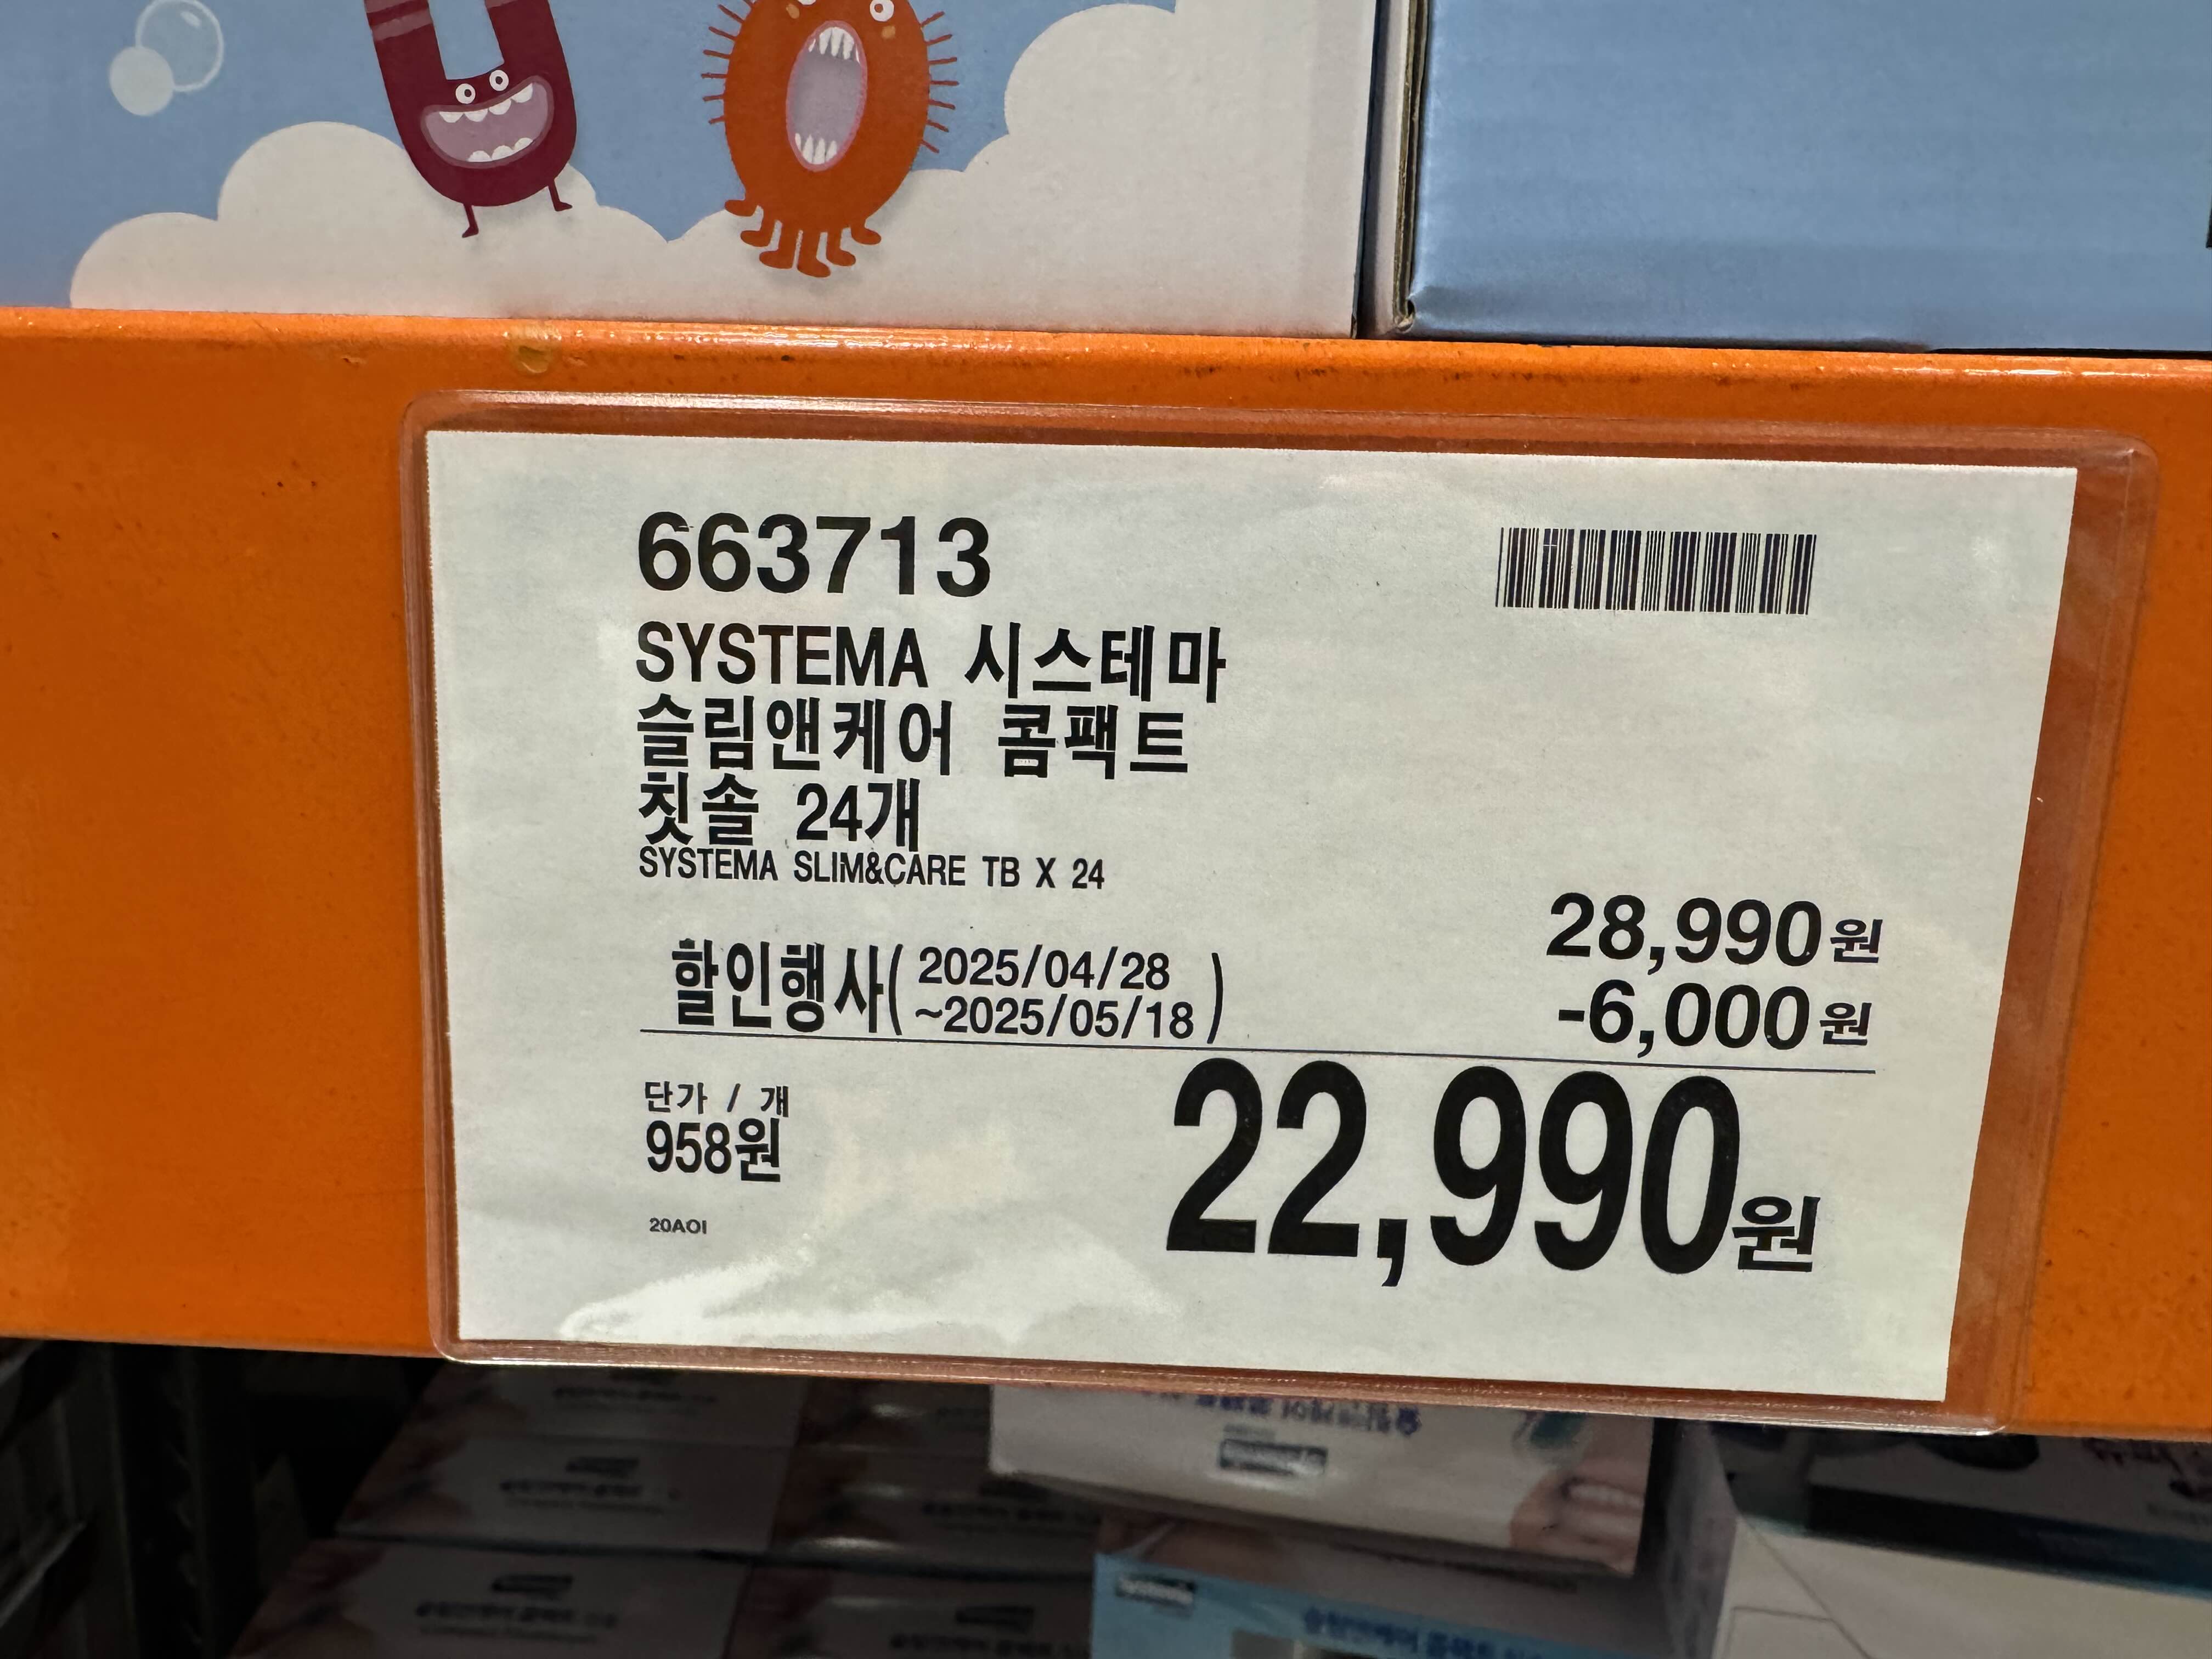 663713
SYSTEMA 시스테마
슬림앤케어 콤팩트
칫솔 24개
SYSTEMA SLIM&CARE TB X 24
28,990원
할인행사( 2025/04/28
~2025/05/18 )
-6,000원
단가 / 개
958원
22,990원
20AOI